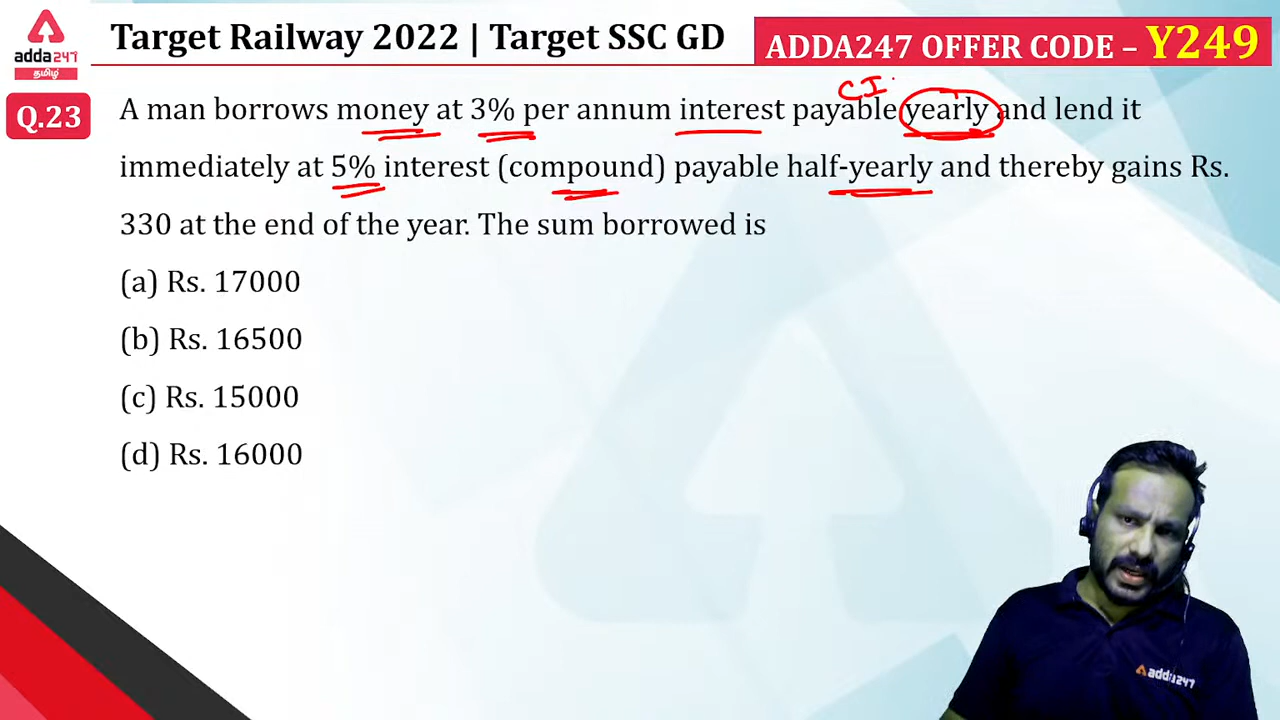 adda247
தமிழ்
Target Railway 2022 | Target SSC GD
ADDA247 OFFER CODE – Y249
Q.23
CI
A man borrows money at 3% per annum interest payable yearly and lend it
immediately at 5% interest (compound) payable half-yearly and thereby gains Rs.
330 at the end of the year. The sum borrowed is
(a) Rs. 17000
(b) Rs. 16500
(c) Rs. 15000
(d) Rs. 16000
adda247